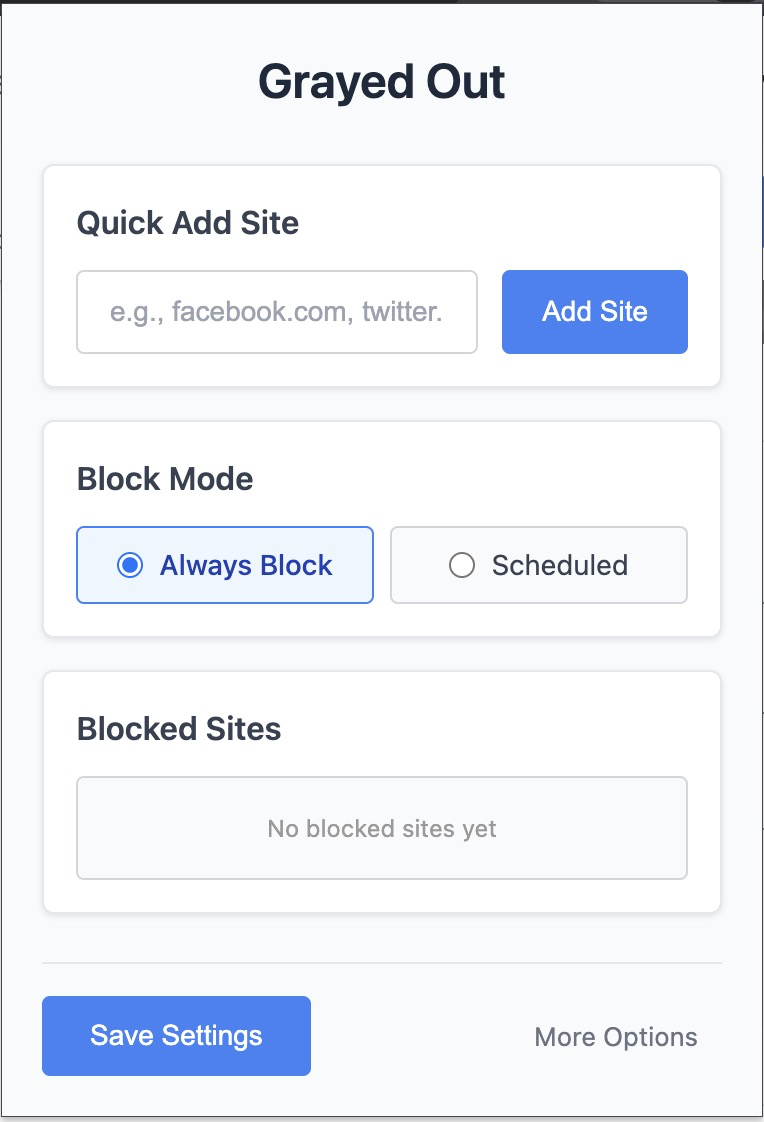 Grayed Out
Quick Add Site
e.g., facebook.com, twitter.
Add Site
Block Mode
Always Block
Scheduled
Blocked Sites
No blocked sites yet
Save Settings
More Options